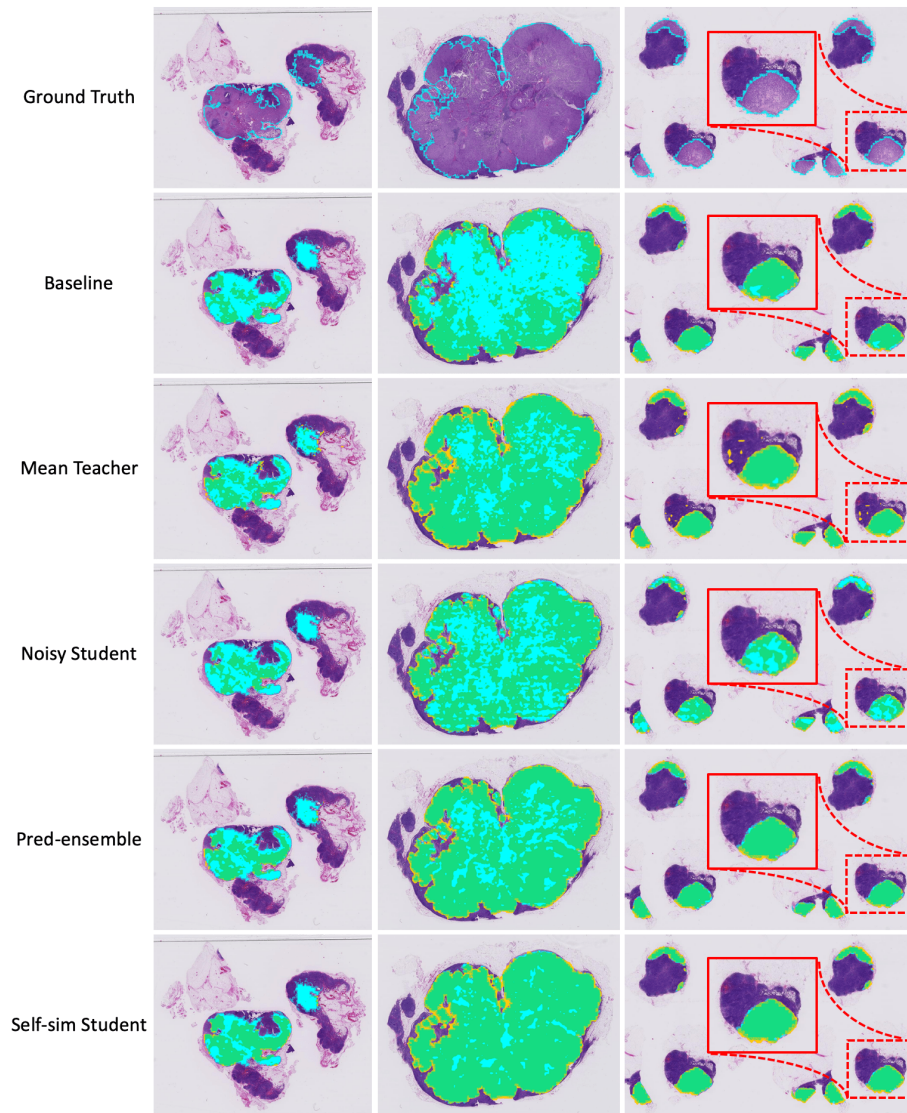 Ground Truth
Baseline
Mean Teacher
Noisy Student
Pred-ensemble
Self-sim Student